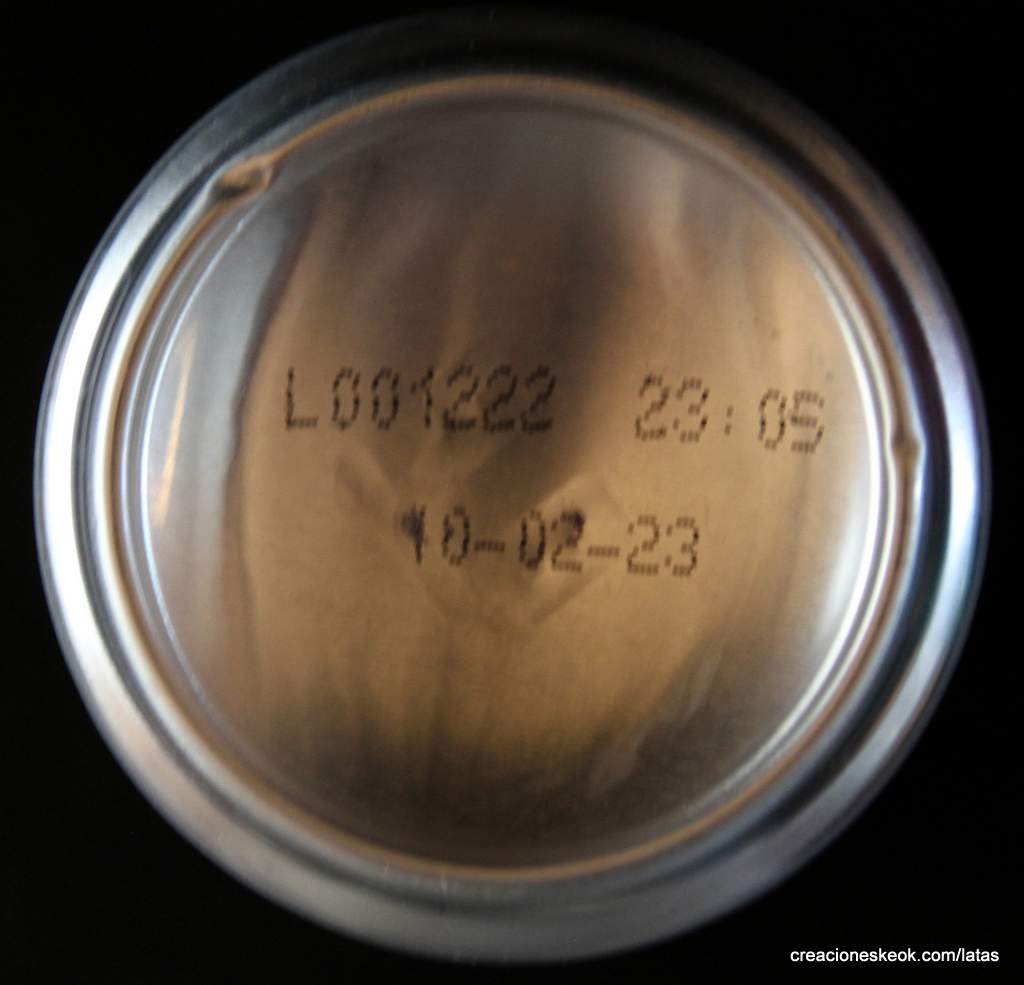 L001222 23:05
10-02-23
creacioneskeok.com/latas